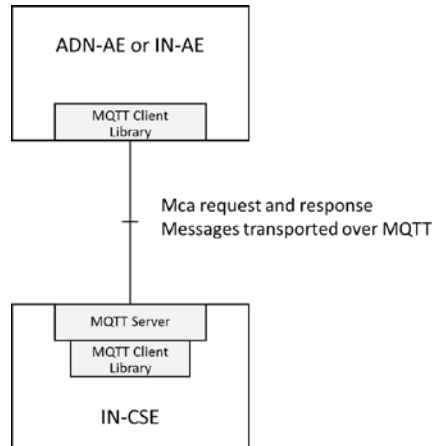 ADN-AE or IN-AE
MQTT Client
Library
Mca request and response
Messages transported over MQTT
MQTT Server
MQTT Client
Library
IN-CSE